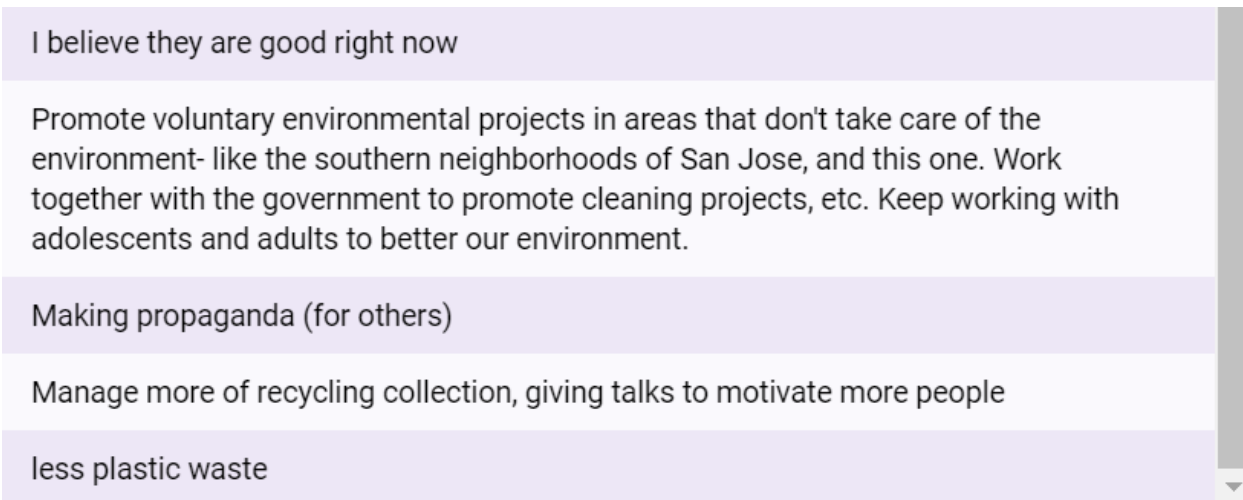 I believe they are good right now
Promote voluntary environmental projects in areas that don't take care of the
environment- like the southern neighborhoods of San Jose, and this one. Work
together with the government to promote cleaning projects, etc. Keep working with
adolescents and adults to better our environment.
Making propaganda (for others)
Manage more of recycling collection, giving talks to motivate more people
less plastic waste